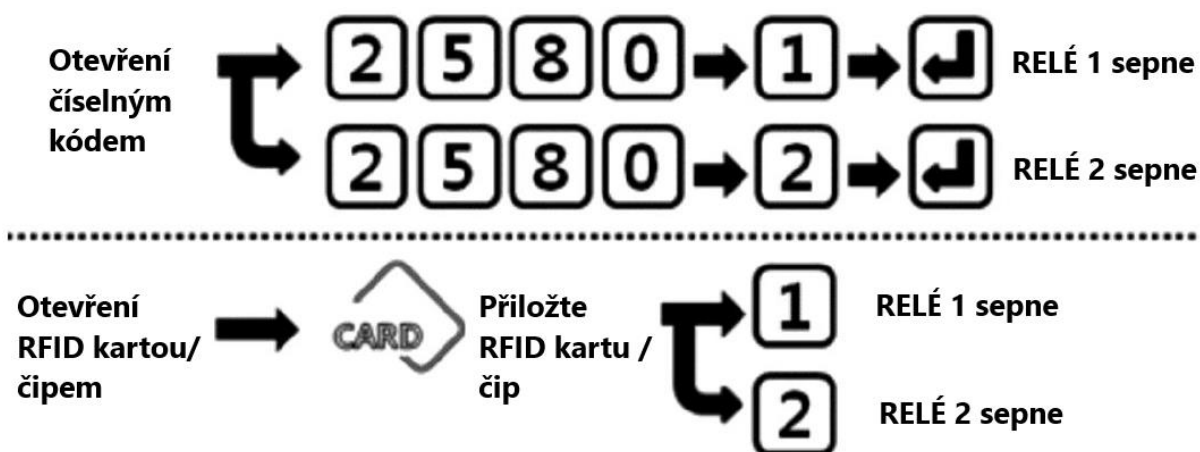 Otevření
číselným
kódem
2 5 8 0 1 RELÉ 1 sepne
2 5 8 0 2 RELÉ 2 sepne
Otevření
RFID kartou/
čipem
CARD
Přiložte
RFID kartu /
čip
1 RELÉ 1 sepne
2 RELÉ 2 sepne